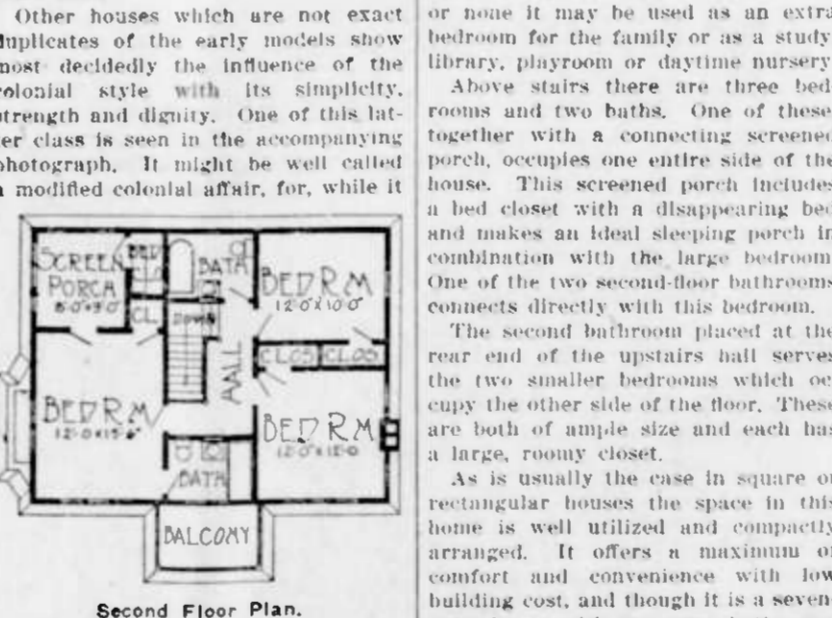 Other houses which are not exact
duplicates of the early models show
most decidedly the influence of the
colonial style with its simplicity,
strength and dignity. One of this lat-
ter class is seen in the accompanying
photograph. It might be well called
a modified colonial affair, for, while it
SCREEN
PORCH
BED
CL.
BATH
BED RM
12'-0"X10'-0"
DOWN
HALL
CLOS
CLOS
BED RM
BED RM
12'-0"X12'-0"
BATH
BALCONY
Second Floor Plan.
or none it may be used as an extra
bedroom for the family or as a study,
library, playroom or daytime nursery.
Above stairs there are three bed-
rooms and two baths. One of these,
together with a connecting screened
porch, occupies one entire side of the
house. This screened porch includes
a bed closet with a disappearing bed
and makes an ideal sleeping porch in
combination with the large bedroom.
One of the two second-floor bathrooms
connects directly with this bedroom.
The second bathroom placed at the
rear end of the upstairs hall serves
the two smaller bedrooms which oc-
cupy the other side of the floor. These
are both of ample size and each has
a large, roomy closet.
As is usually the case in square or
rectangular houses the space in this
home is well utilized and compactly
arranged. It offers a maximum of
comfort and convenience with low
building cost, and though it is a seven-